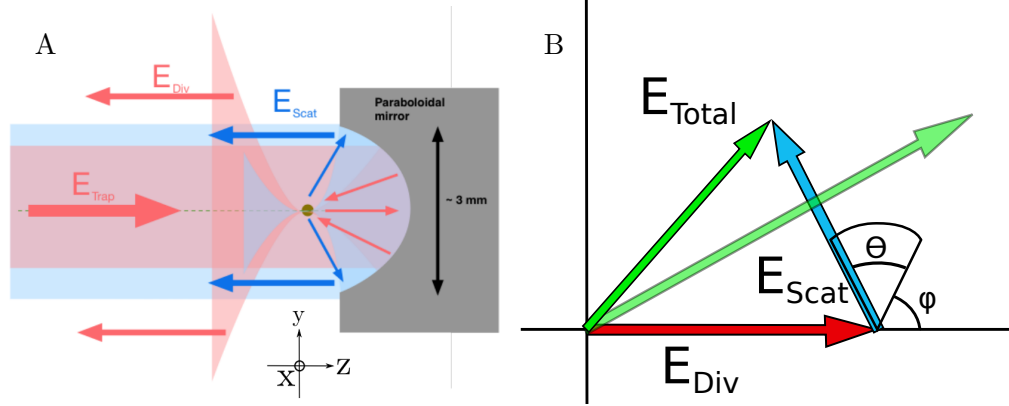 A
E_Div
E_Scat
Paraboloidal
mirror
E_Trap
~ 3 mm
y
X
Z
B
E_Total
E_Scat
θ
φ
E_Div